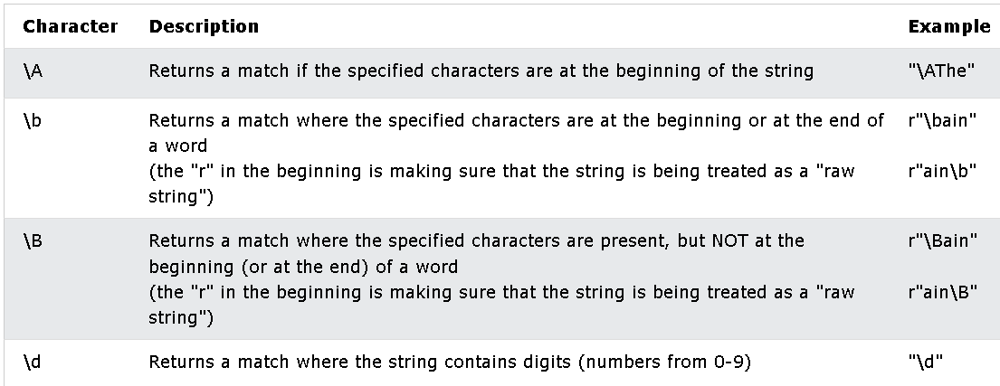 Character Description Example
\A Returns a match if the specified characters are at the beginning of the string "\AThe"
\b Returns a match where the specified characters are at the beginning or at the end of r"\bain"
a word
(the "r" in the beginning is making sure that the string is being treated as a "raw r"ain\b"
string")
\B Returns a match where the specified characters are present, but NOT at the r"\Bain"
beginning (or at the end) of a word
(the "r" in the beginning is making sure that the string is being treated as a "raw r"ain\B"
string")
\d Returns a match where the string contains digits (numbers from 0-9) "\d"